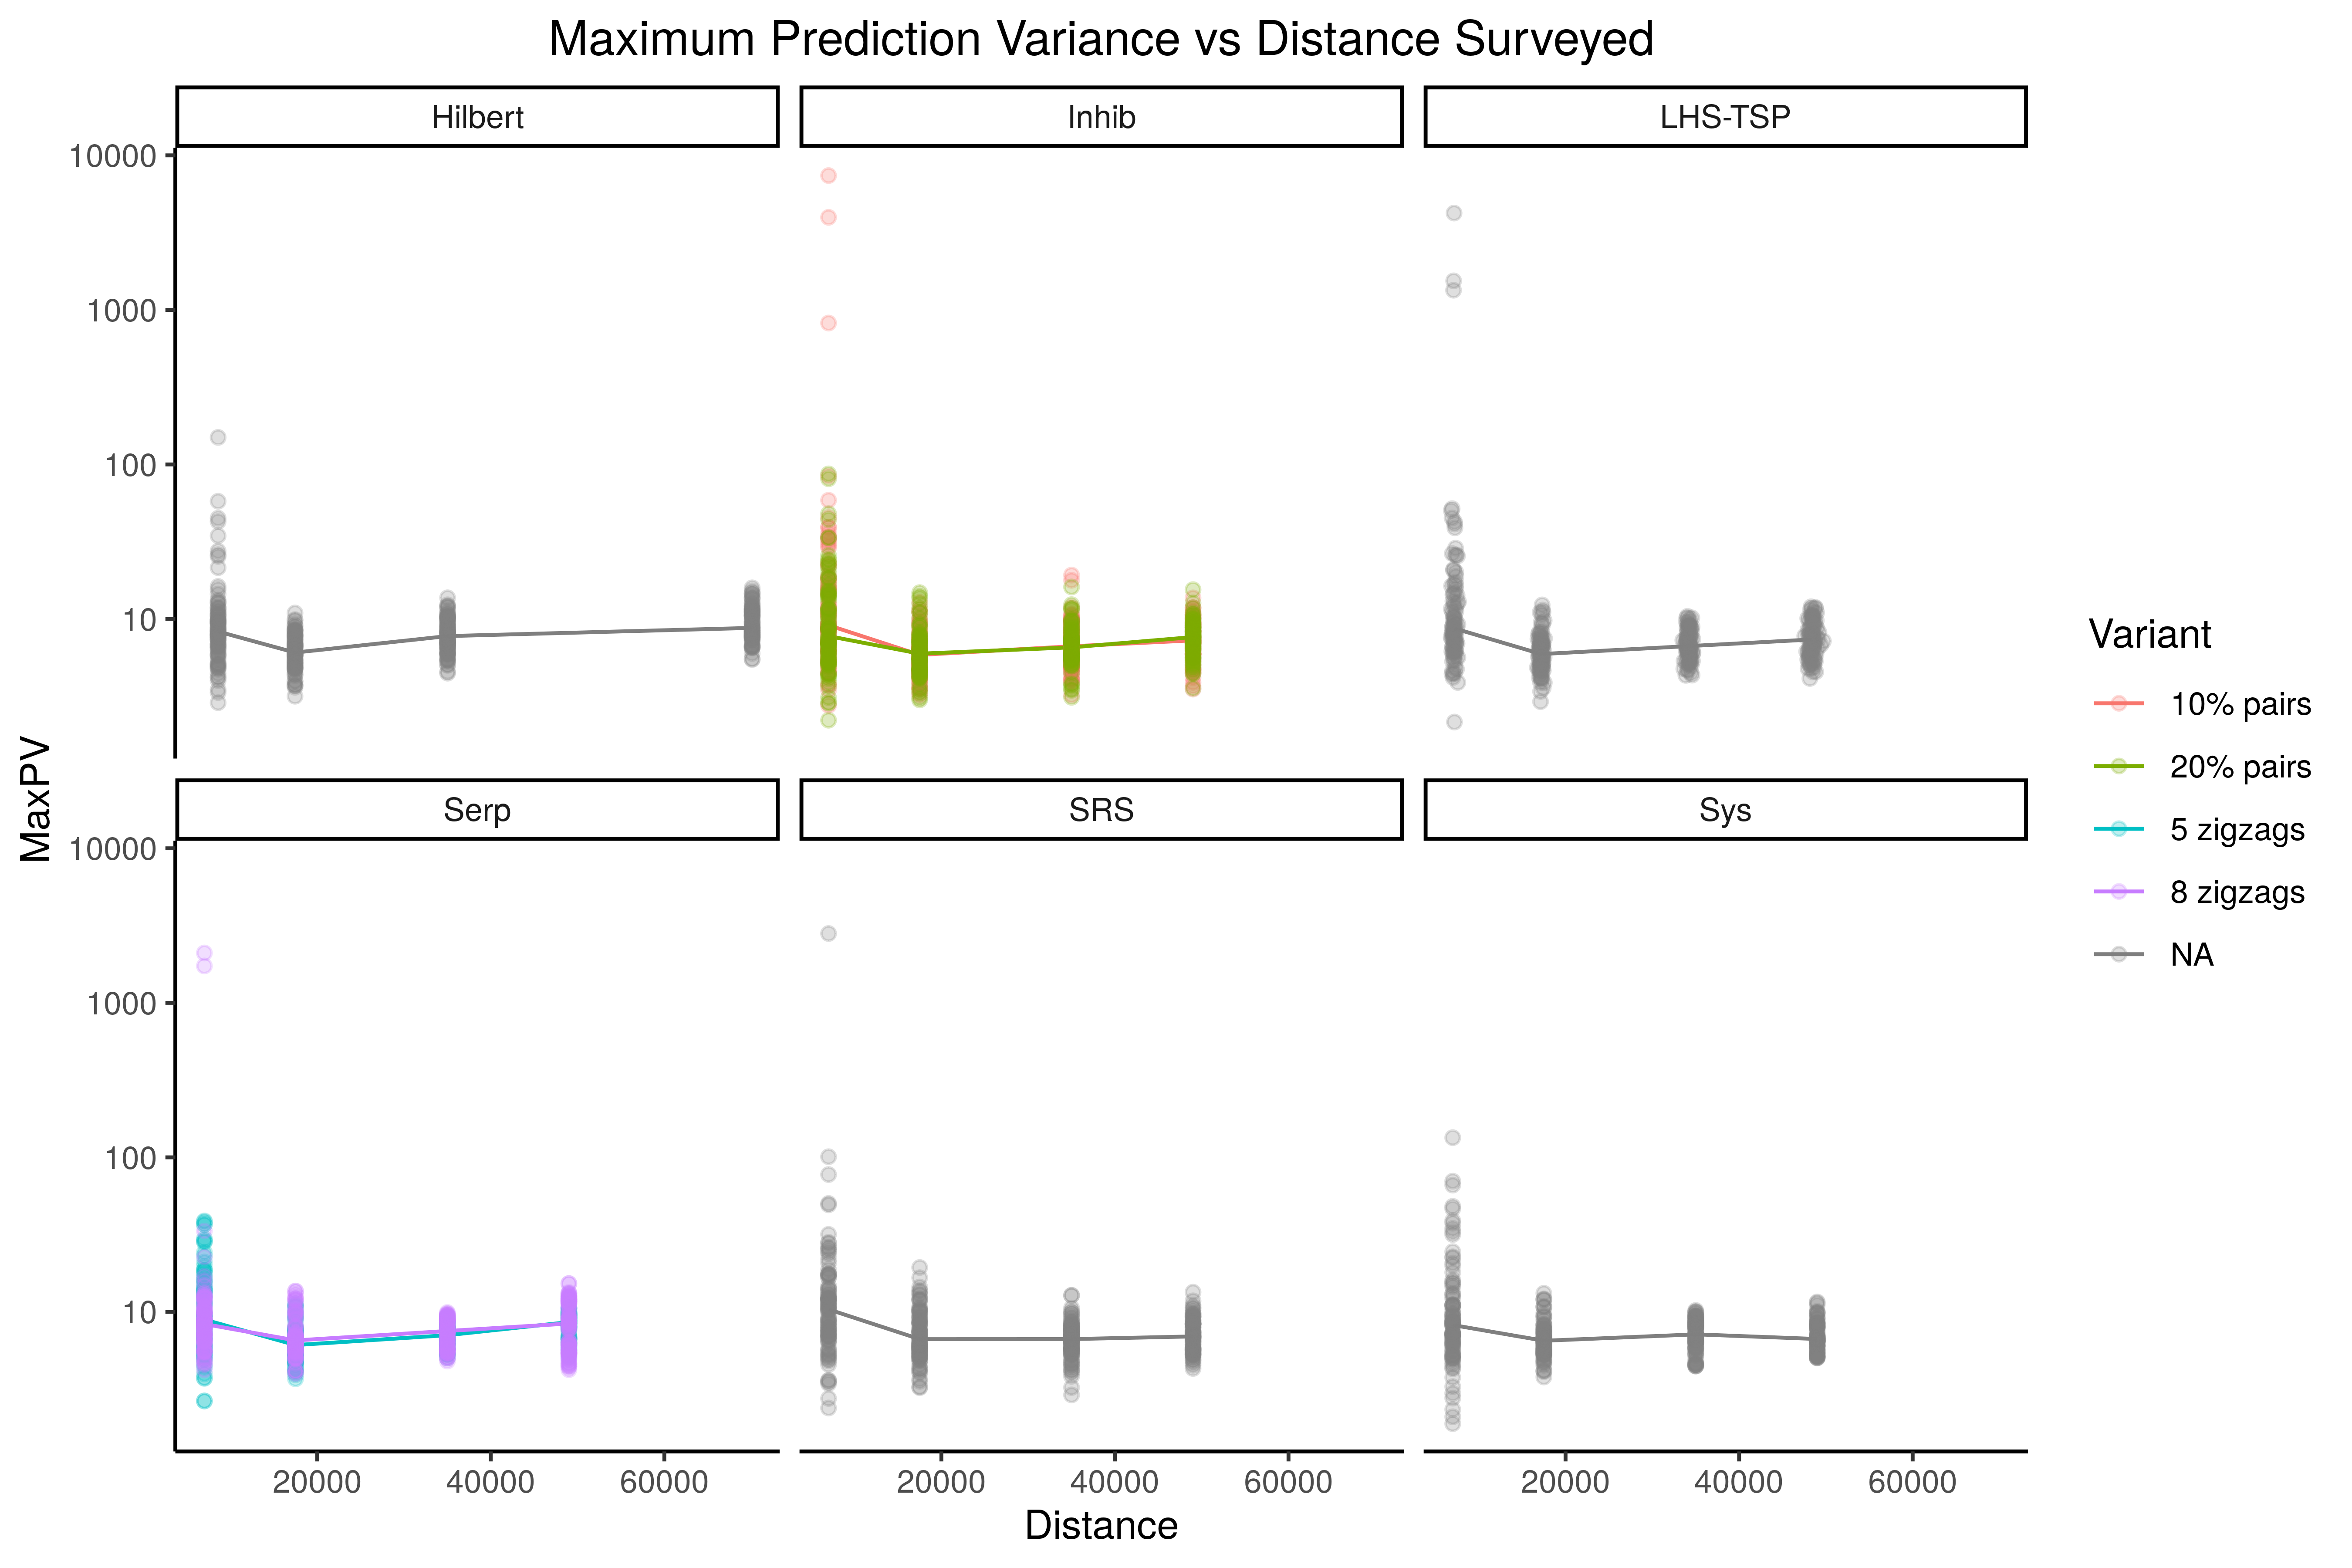 Maximum Prediction Variance vs Distance Surveyed
Hilbert
Inhib
LHS-TSP
10000
1000
100
10
Serp
SRS
Sys
10000
1000
100
10
20000 40000 60000
20000 40000 60000
20000 40000 60000
Distance
MaxPV
Variant
10% pairs
20% pairs
5 zigzags
8 zigzags
NA